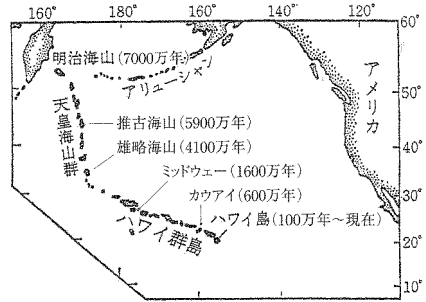 160° 180° 160° 60°
明治海山(7000万年)
アリューシャン
アメリカ
50°
天皇海山群
推古海山(5900万年)
雄略海山(4100万年)
40°
ミッドウェー(1600万年)
カウアイ(600万年)
30°
ハワイ島(100万年~現在)
ハワイ群島
20°
180° 160° 10°